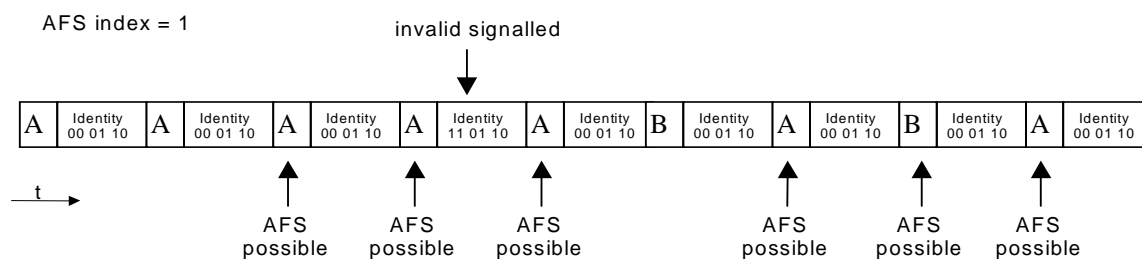 AFS index = 1
invalid signalled
A Identity 00 01 10 A Identity 00 01 10 A Identity 00 01 10 A Identity 11 01 10 A Identity 00 01 10 B Identity 00 01 10 A Identity 00 01 10 B Identity 00 01 10 A Identity 00 01 10
t
AFS possible
AFS possible
AFS possible
AFS possible
AFS possible
AFS possible